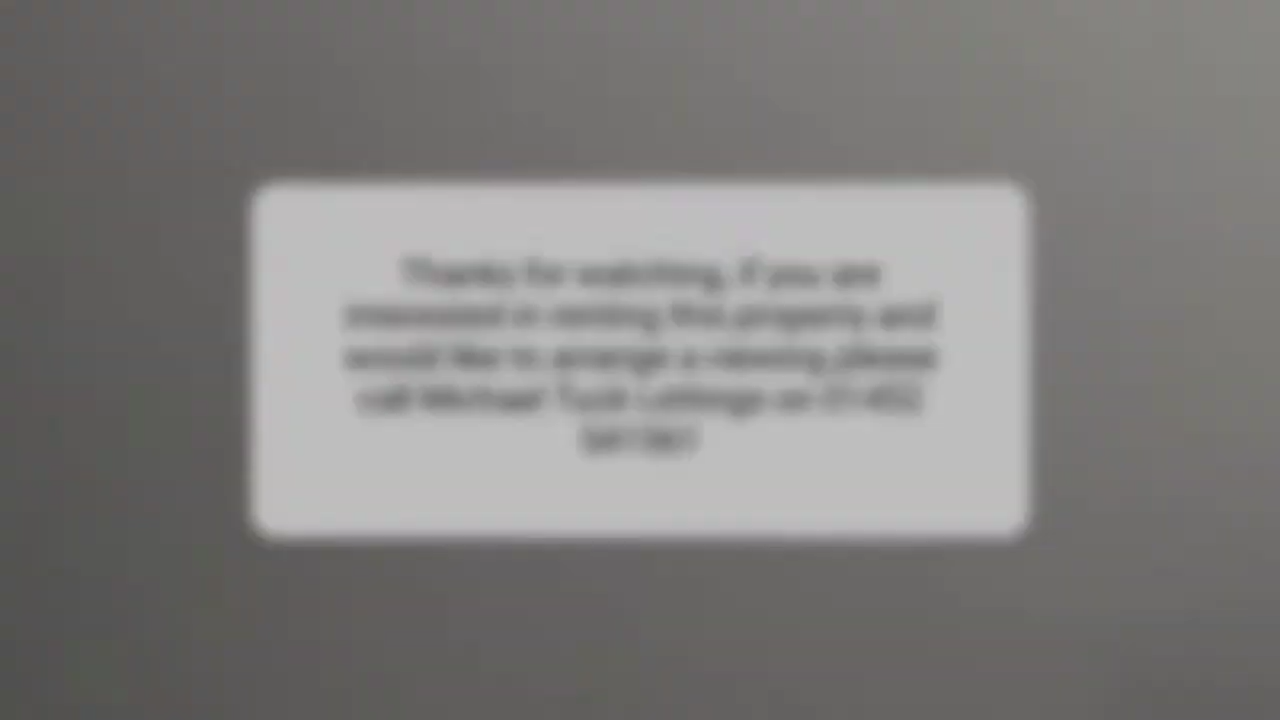 Thanks for watching, if you are
interested in renting this property and
would like to arrange a viewing please
call Michael Tuck Lettings on 01452